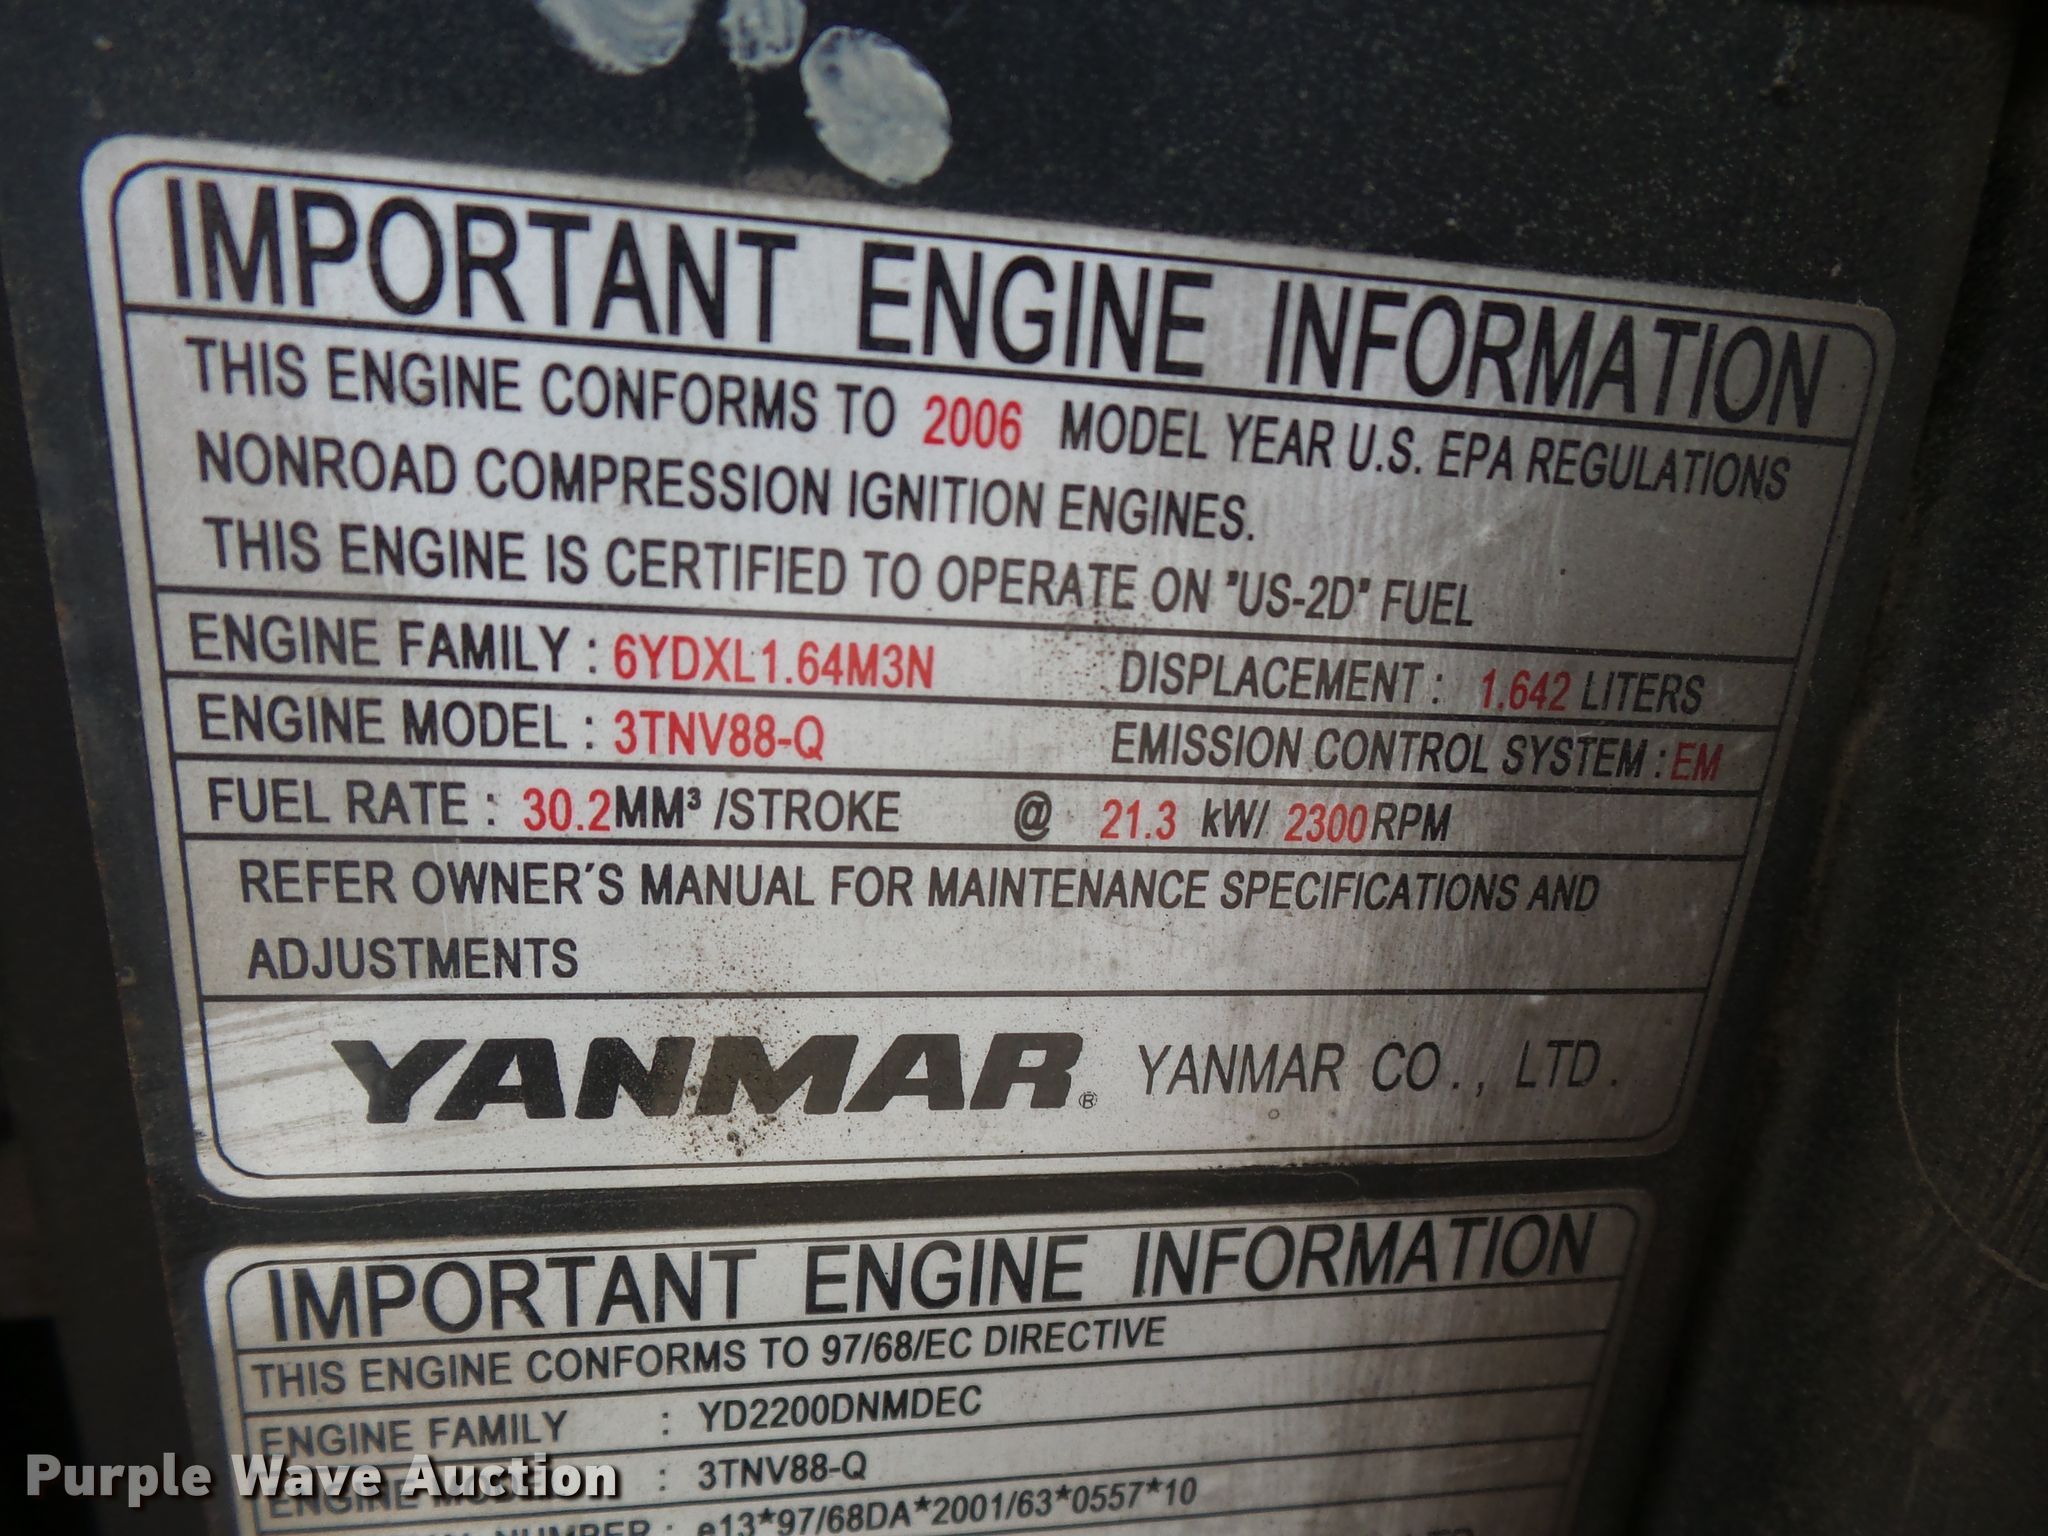 IMPORTANT ENGINE INFORMATION
THIS ENGINE CONFORMS TO 2006 MODEL YEAR U.S. EPA REGULATIONS
NONROAD COMPRESSION IGNITION ENGINES.
THIS ENGINE IS CERTIFIED TO OPERATE ON "US-2D" FUEL
ENGINE FAMILY : 6YDXL1.64M3N DISPLACEMENT : 1.642 LITERS
ENGINE MODEL : 3TNV88-Q EMISSION CONTROL SYSTEM : EM
FUEL RATE : 30.2MM³ /STROKE @ 21.3 kW/ 2300RPM
REFER OWNER'S MANUAL FOR MAINTENANCE SPECIFICATIONS AND
ADJUSTMENTS
YANMAR® YANMAR CO., LTD.
IMPORTANT ENGINE INFORMATION
THIS ENGINE CONFORMS TO 97/68/EC DIRECTIVE
ENGINE FAMILY : YD2200DNMDEC
ENGINE MODEL : 3TNV88-Q
NUMBER : e13*97/68DA*2001/63*0557*10
Purple Wave Auction